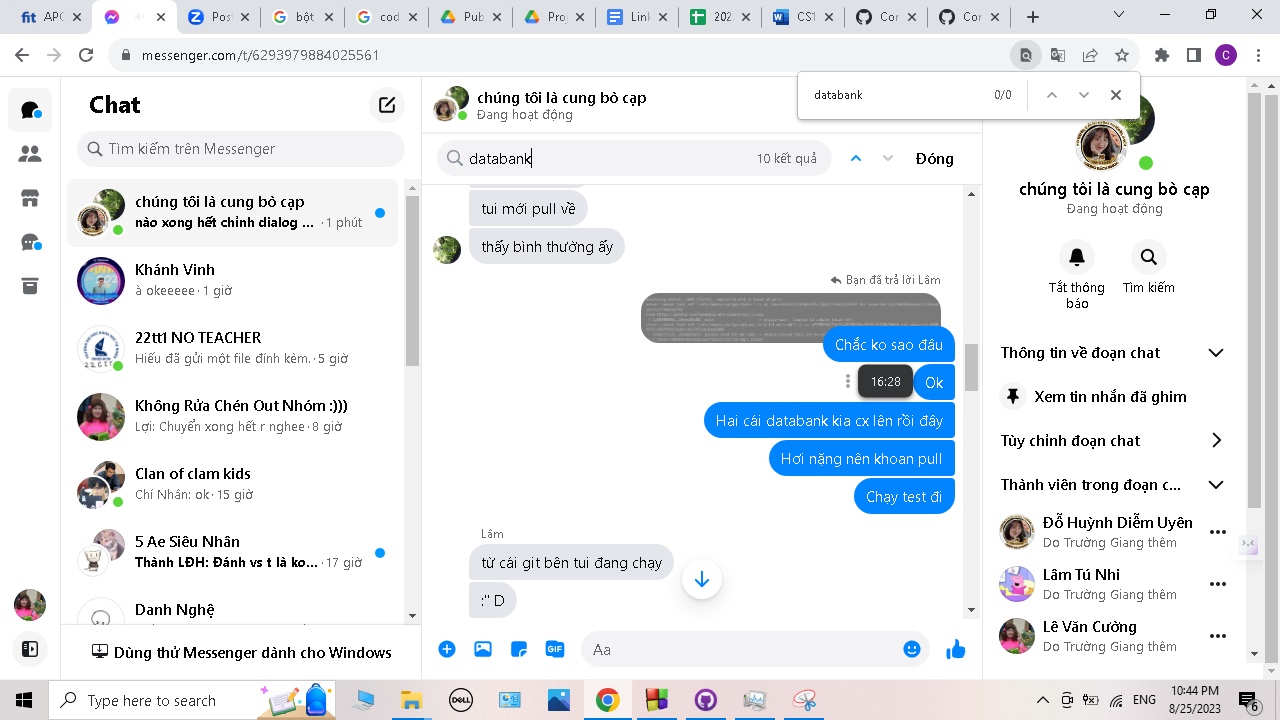 fit
AP
Pos
bột
cod
Pub
Proj
Link
202
W
Cor
Cor
messenger.com/t/6293979884025561
C
databank
0/0
Chat
Tìm kiếm trên Messenger
chúng tôi là cung bò cạp
nào xong hết chỉnh dialog ... · 1 phút
Khánh Vinh
à okeeee · 1 giờ
22CTT NO TEACHER
Hiển đã gửi một file đính kèm. · 5 giờ
Không Rửa Chén Out Nhóm :)))
Lợi: Chuyển xong hết r nghee · 8 giờ
Clan of clam kids
Chí Nhân: ok · 15 giờ
5 Ae Siêu Nhân
Thành LĐH: Đánh vs t là ko... · 17 giờ
Danh Nghệ
Dùng thử Messenger dành cho Windows
chúng tôi là cung bò cạp
Đang hoạt động
databank
10 kết quả
Đóng
tui mới pull về
thấy bình thường ấy
Bạn đã trả lời Lâm
Chắc ko sao đâu
16:28
Ok
Hai cái databank kia cx lên rồi đấy
Hơi nặng nên khoan pull
Chạy test đi
Lâm
từ cái git bên tui đang chạy
:" D
GIF
Aa
chúng tôi là cung bò cạp
Đang hoạt động
Tắt thông báo
Tìm kiếm
Thông tin về đoạn chat
Xem tin nhắn đã ghim
Tùy chỉnh đoạn chat
Thành viên trong đoạn c...
Đỗ Huỳnh Diễm Uyên
Do Trường Giang thêm
Lâm Tú Nhi
Do Trường Giang thêm
Lê Văn Cường
Do Trường Giang thêm
Type here to search
DELL
ENG
10:44 PM
8/25/2023
6